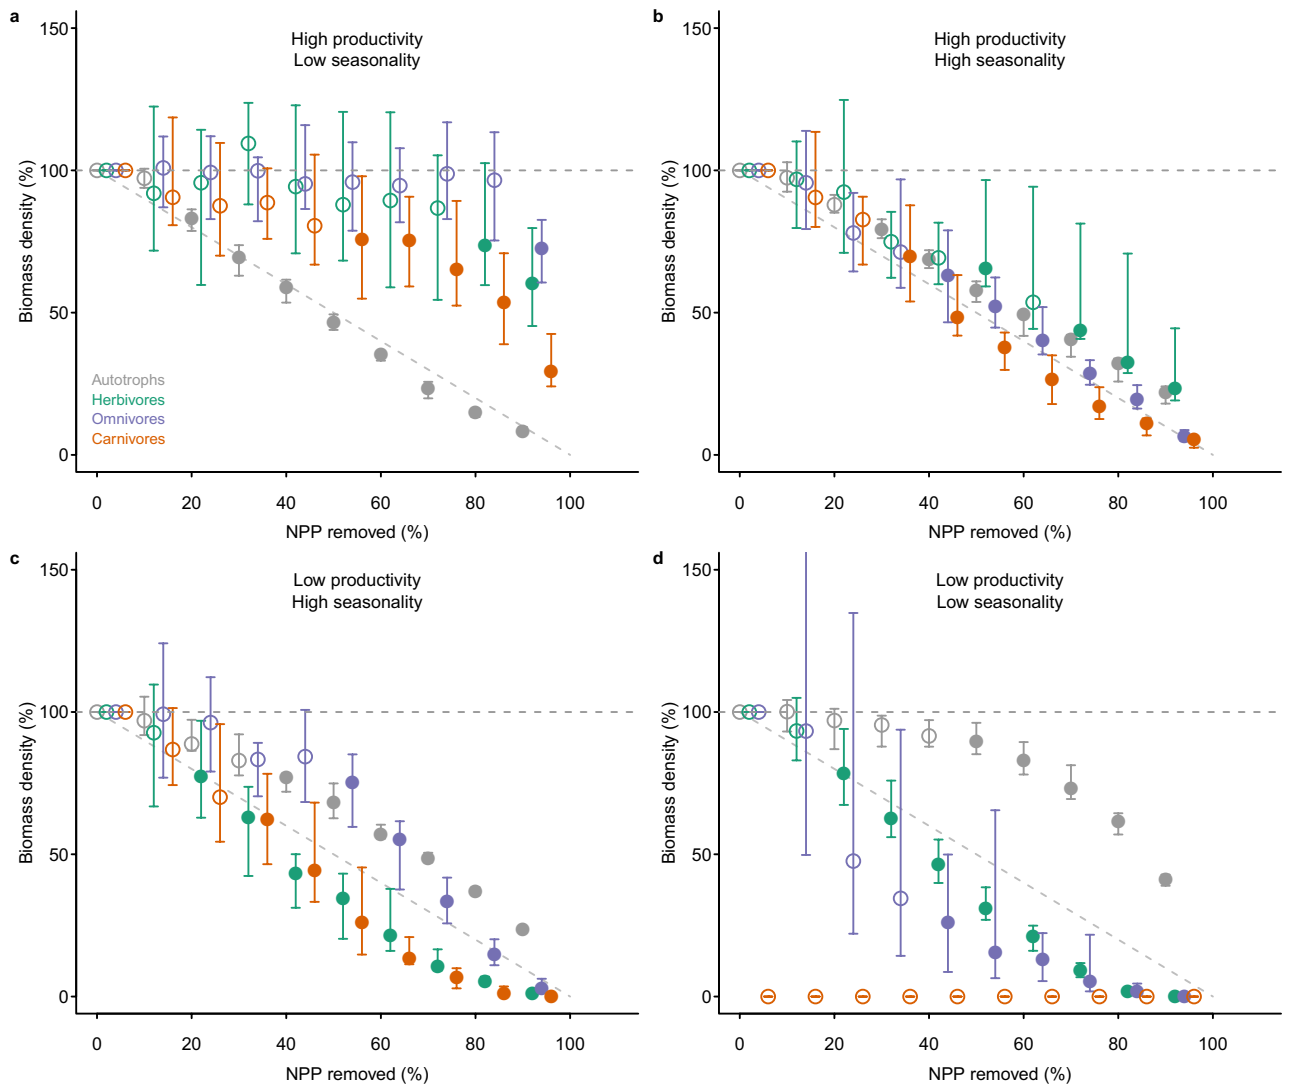 a
High productivity
Low seasonality
150
100
50
0
Biomass density (%)
Autotrophs
Herbivores
Omnivores
Carnivores
0 20 40 60 80 100
NPP removed (%)
b
High productivity
High seasonality
150
100
50
0
Biomass density (%)
0 20 40 60 80 100
NPP removed (%)
c
Low productivity
High seasonality
150
100
50
0
Biomass density (%)
0 20 40 60 80 100
NPP removed (%)
d
Low productivity
Low seasonality
150
100
50
0
Biomass density (%)
0 20 40 60 80 100
NPP removed (%)